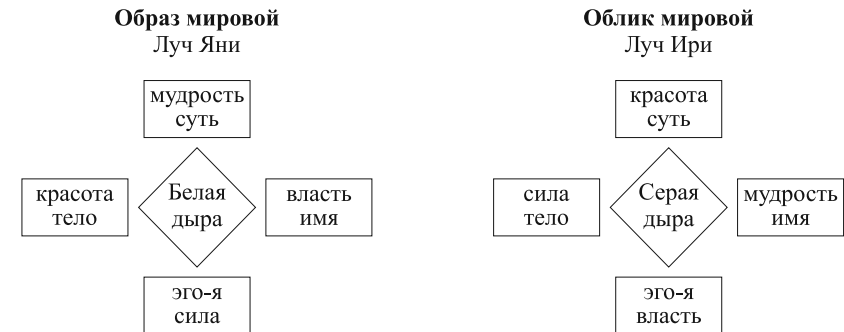 Образ мировой
Луч Яни
мудрость
суть
красота
тело
Белая
дыра
власть
имя
эго-я
сила
Облик мировой
Луч Ири
красота
суть
сила
тело
Серая
дыра
мудрость
имя
эго-я
власть